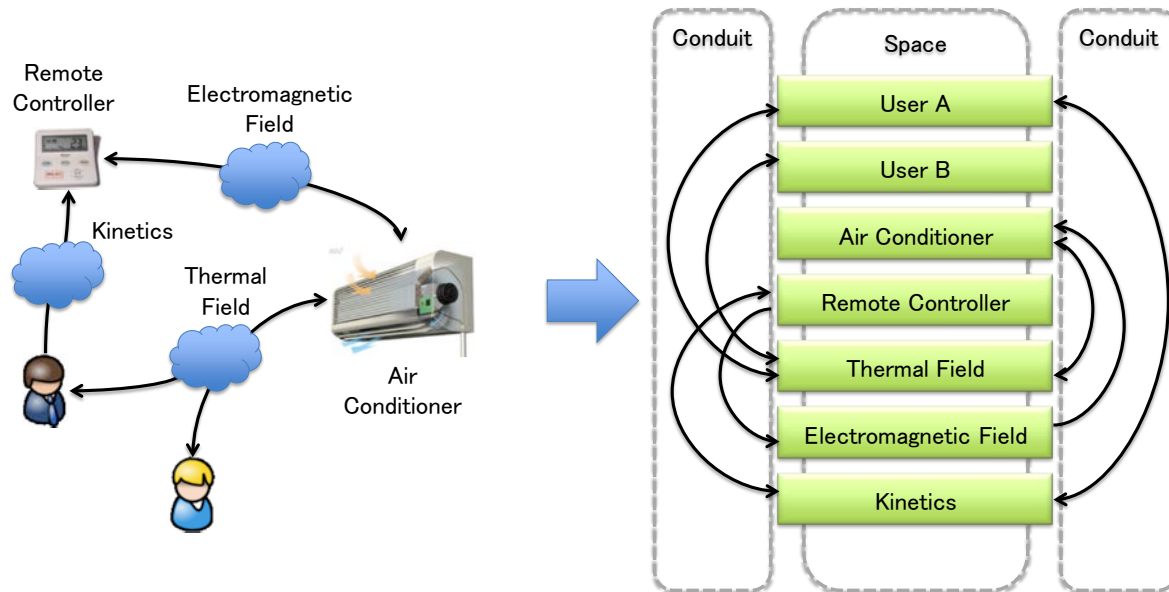 Remote
Controller
Electromagnetic
Field
Kinetics
Thermal
Field
Air
Conditioner
Conduit
Space
Conduit
User A
User B
Air Conditioner
Remote Controller
Thermal Field
Electromagnetic Field
Kinetics